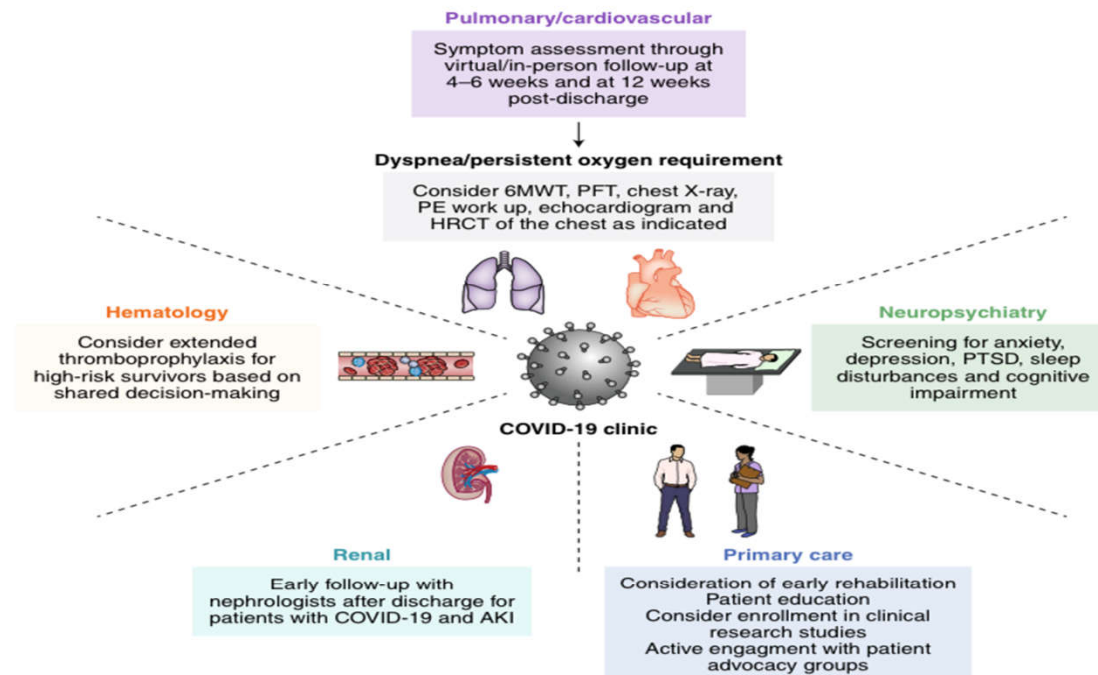 Pulmonary/cardiovascular
Symptom assessment through
virtual/in-person follow-up at
4–6 weeks and at 12 weeks
post-discharge
Dyspnea/persistent oxygen requirement
Consider 6MWT, PFT, chest X-ray,
PE work up, echocardiogram and
HRCT of the chest as indicated
Hematology
Consider extended
thromboprophylaxis for
high-risk survivors based on
shared decision-making
Neuropsychiatry
Screening for anxiety,
depression, PTSD, sleep
disturbances and cognitive
impairment
COVID-19 clinic
Renal
Early follow-up with
nephrologists after discharge for
patients with COVID-19 and AKI
Primary care
Consideration of early rehabilitation
Patient education
Consider enrollment in clinical
research studies
Active engagment with patient
advocacy groups